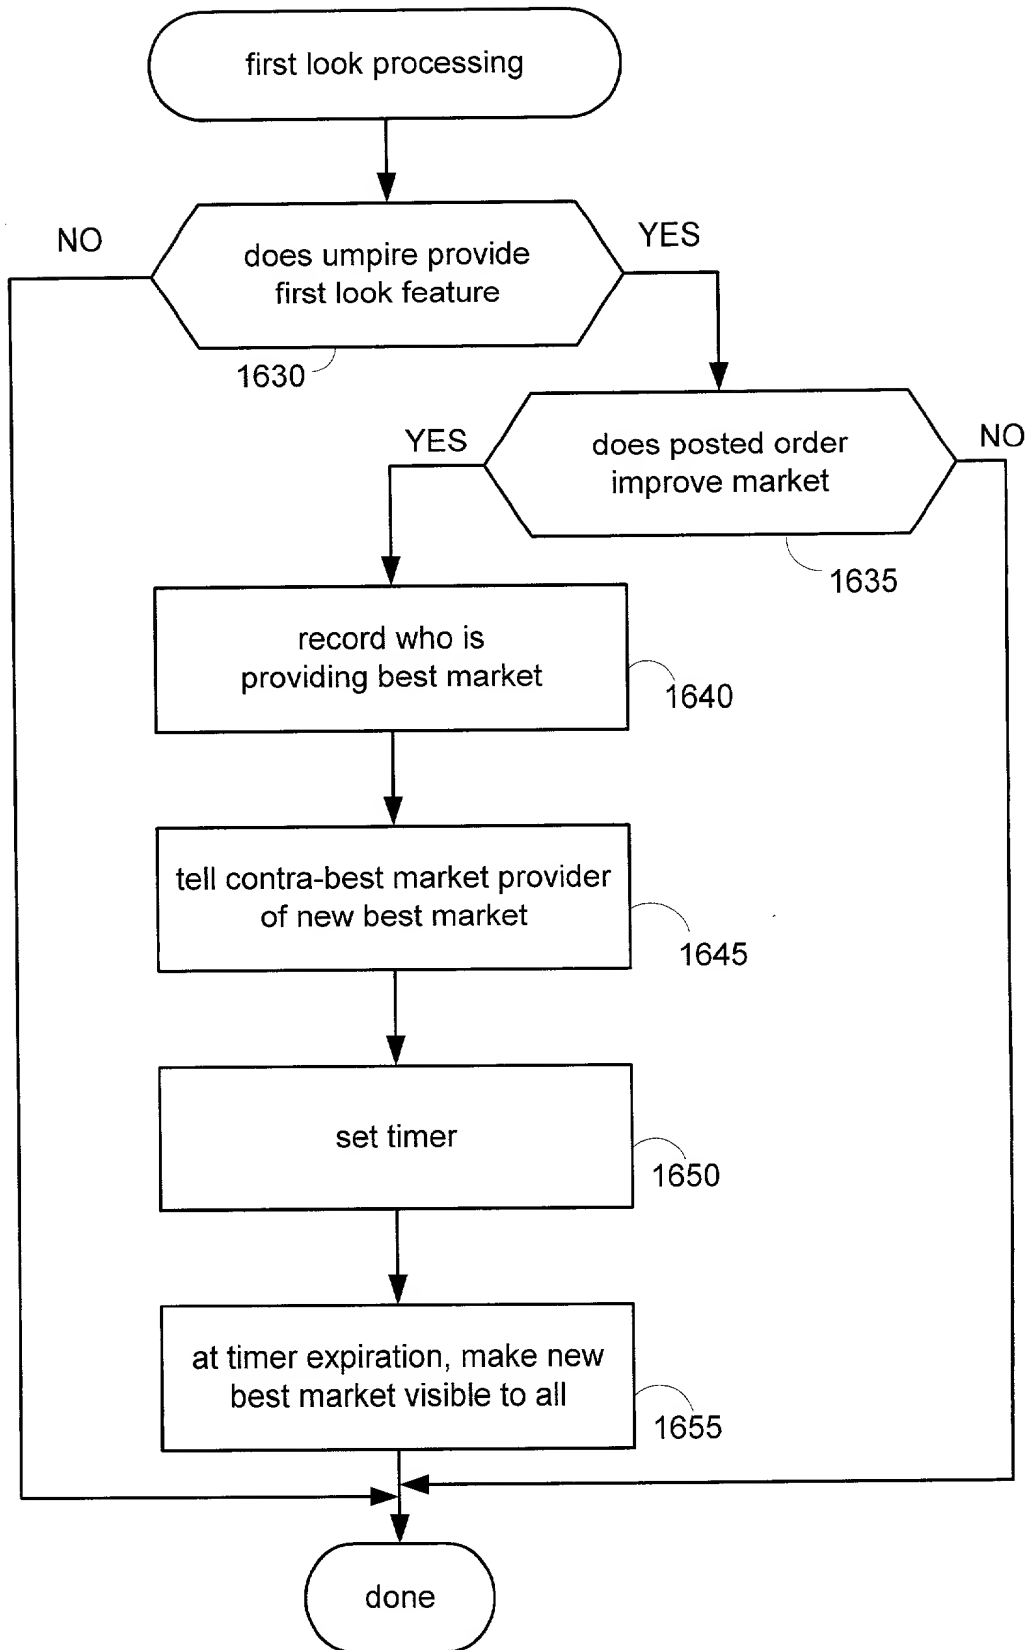 first look processing
NO
YES
does umpire provide
first look feature
1630
YES
NO
does posted order
improve market
1635
record who is
providing best market
1640
tell contra-best market provider
of new best market
1645
set timer
1650
at timer expiration, make new
best market visible to all
1655
done